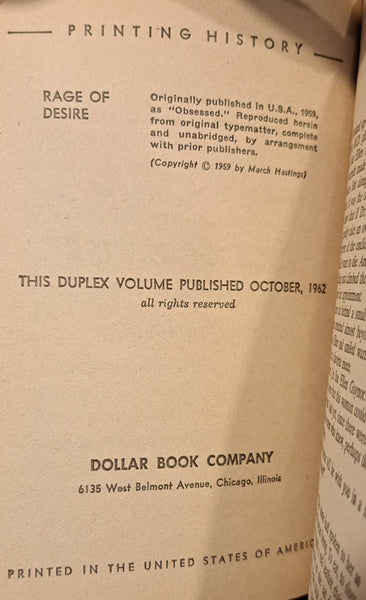 PRINTING HISTORY
RAGE OF
DESIRE
Originally published in U.S.A., 1959,
as "Obsessed." Reproduced herein
from original typematter, complete
and unabridged, by arrangement
with prior publishers.
(Copyright © 1959 by March Hastings)
THIS DUPLEX VOLUME PUBLISHED OCTOBER, 1962
all rights reserved
DOLLAR BOOK COMPANY
6135 West Belmont Avenue, Chicago, Illinois
PRINTED IN THE UNITED STATES OF AMERIC